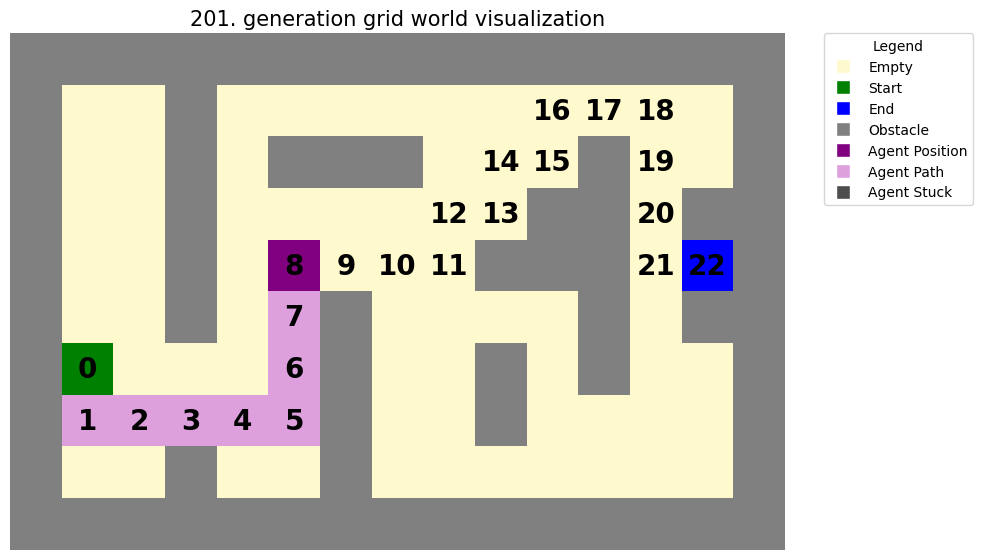 201. generation grid world visualization
Legend
Empty
Start
End
Obstacle
Agent Position
Agent Path
Agent Stuck
16 17 18
14 15 19
12 13 20
8 9 10 11 21 22
7
0 6
1 2 3 4 5